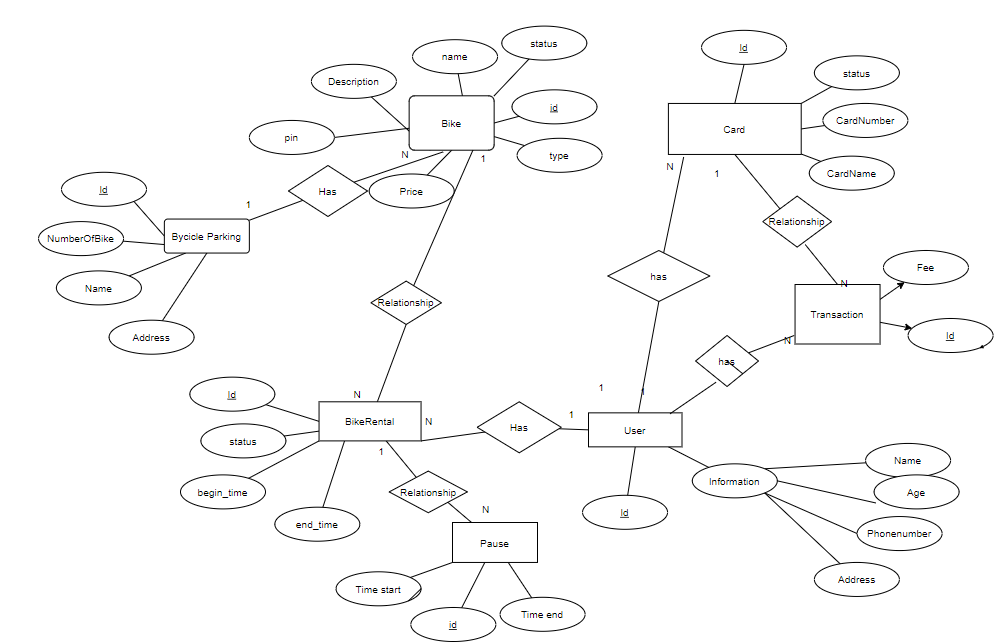 Id
status
name
status
Description
id
CardNumber
Bike
Card
pin
type
N
1
N
1
CardName
Id
Has
Price
1
Relationship
NumberOfBike
Bycicle Parking
Fee
has
N
Name
Relationship
Transaction
Id
Address
N
has
1
1
Id
N
1
BikeRental
N
Has
User
status
1
Name
Information
Age
begin_time
Relationship
N
Id
end_time
Phonenumber
Pause
Address
Time start
Time end
id